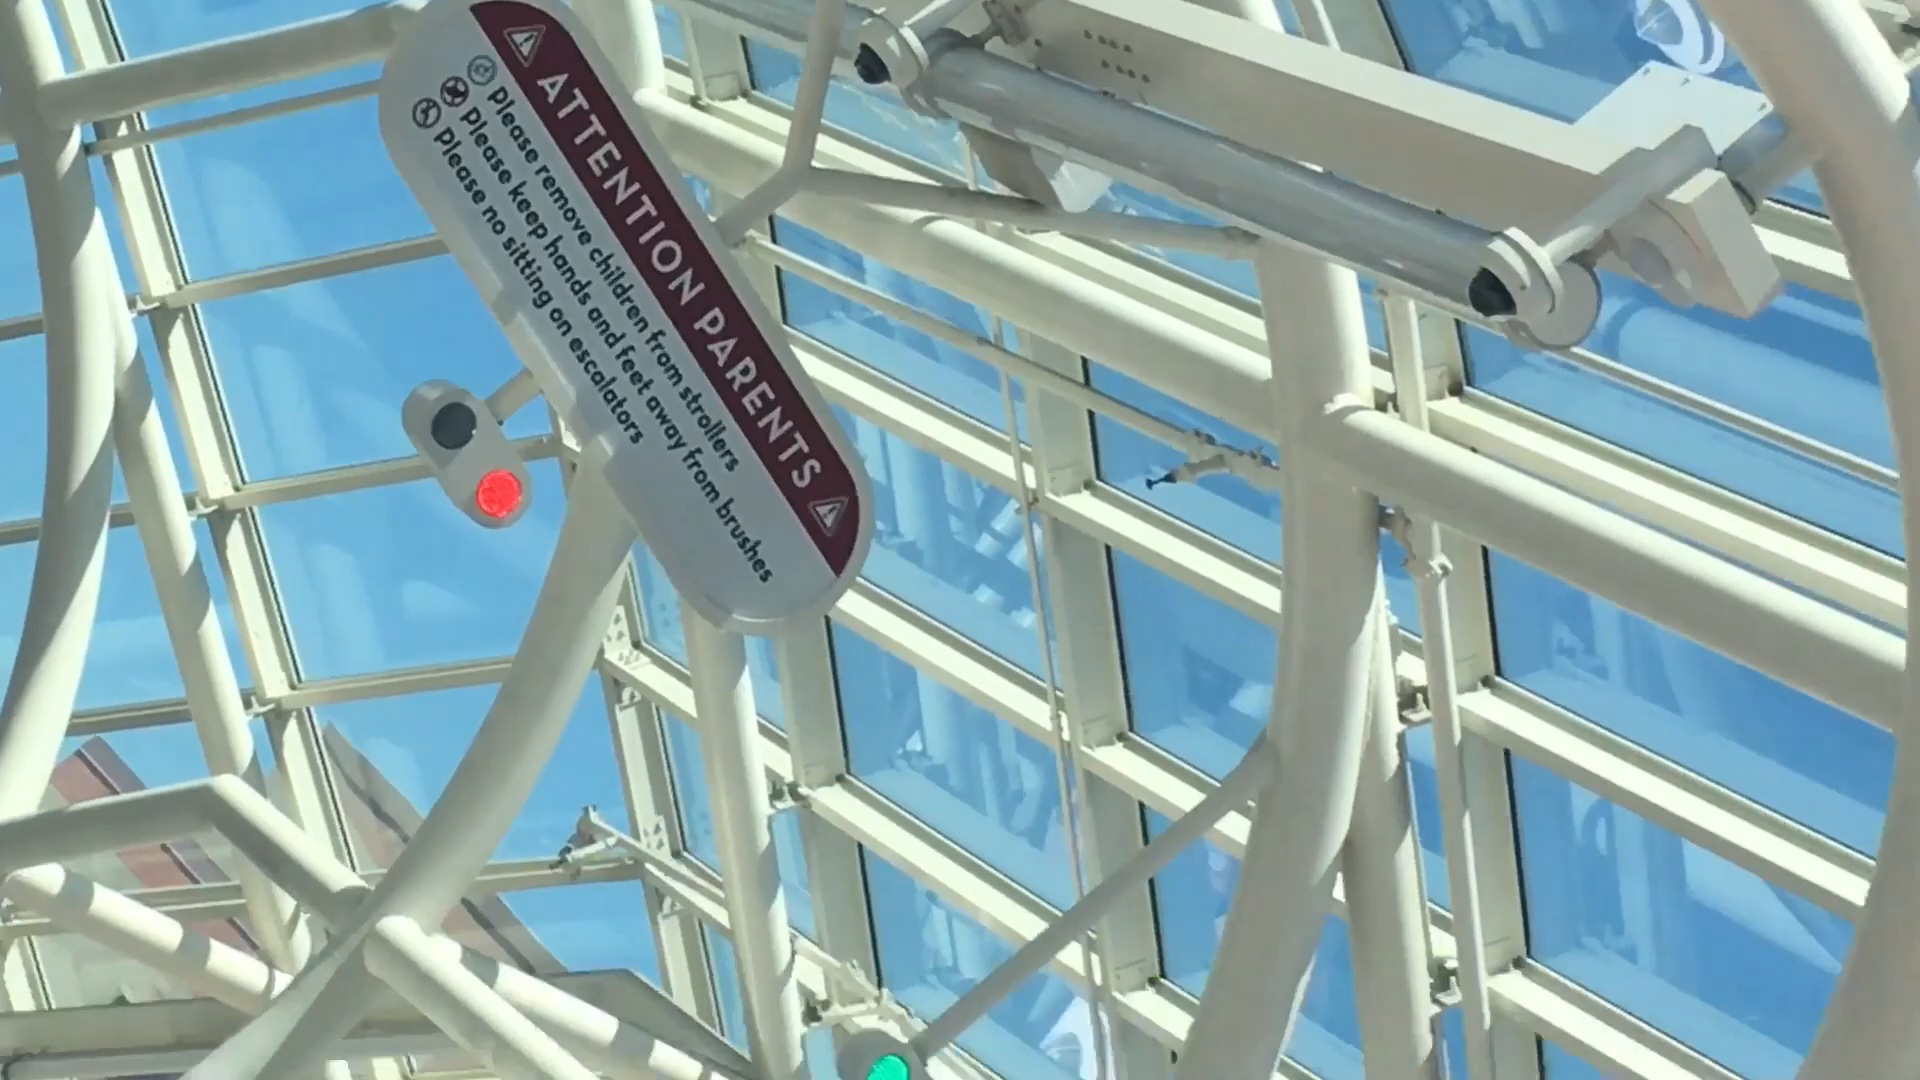 ATTENTION PARENTS
Please remove children from strollers
Please keep hands and feet away from brushes
Please no sitting on escalators